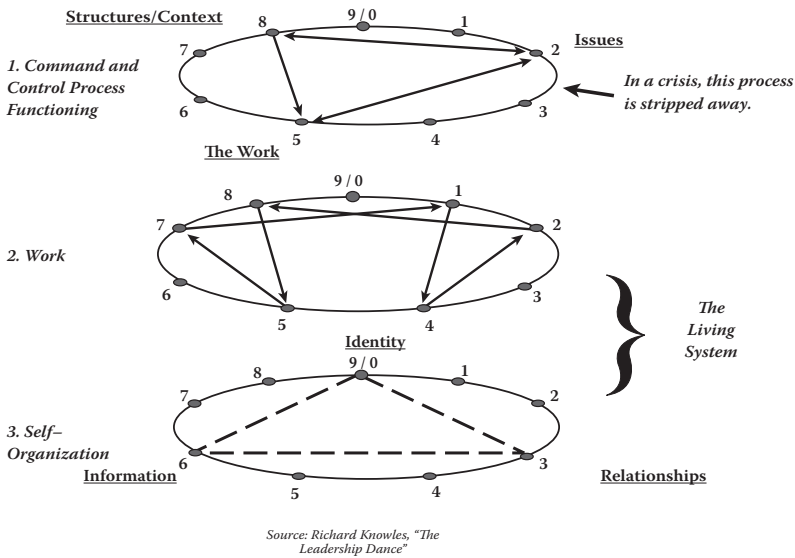 Structures/Context
9 / 0
8
1
7
2
Issues
1. Command and
Control Process
Functioning
In a crisis, this process
is stripped away.
6
3
5
4
The Work
9 / 0
8
1
7
2
2. Work
6
3
5
4
The
Living
System
Identity
9 / 0
8
1
7
2
3. Self–
Organization
6
3
Information
Relationships
5
4
Source: Richard Knowles, “The
Leadership Dance”